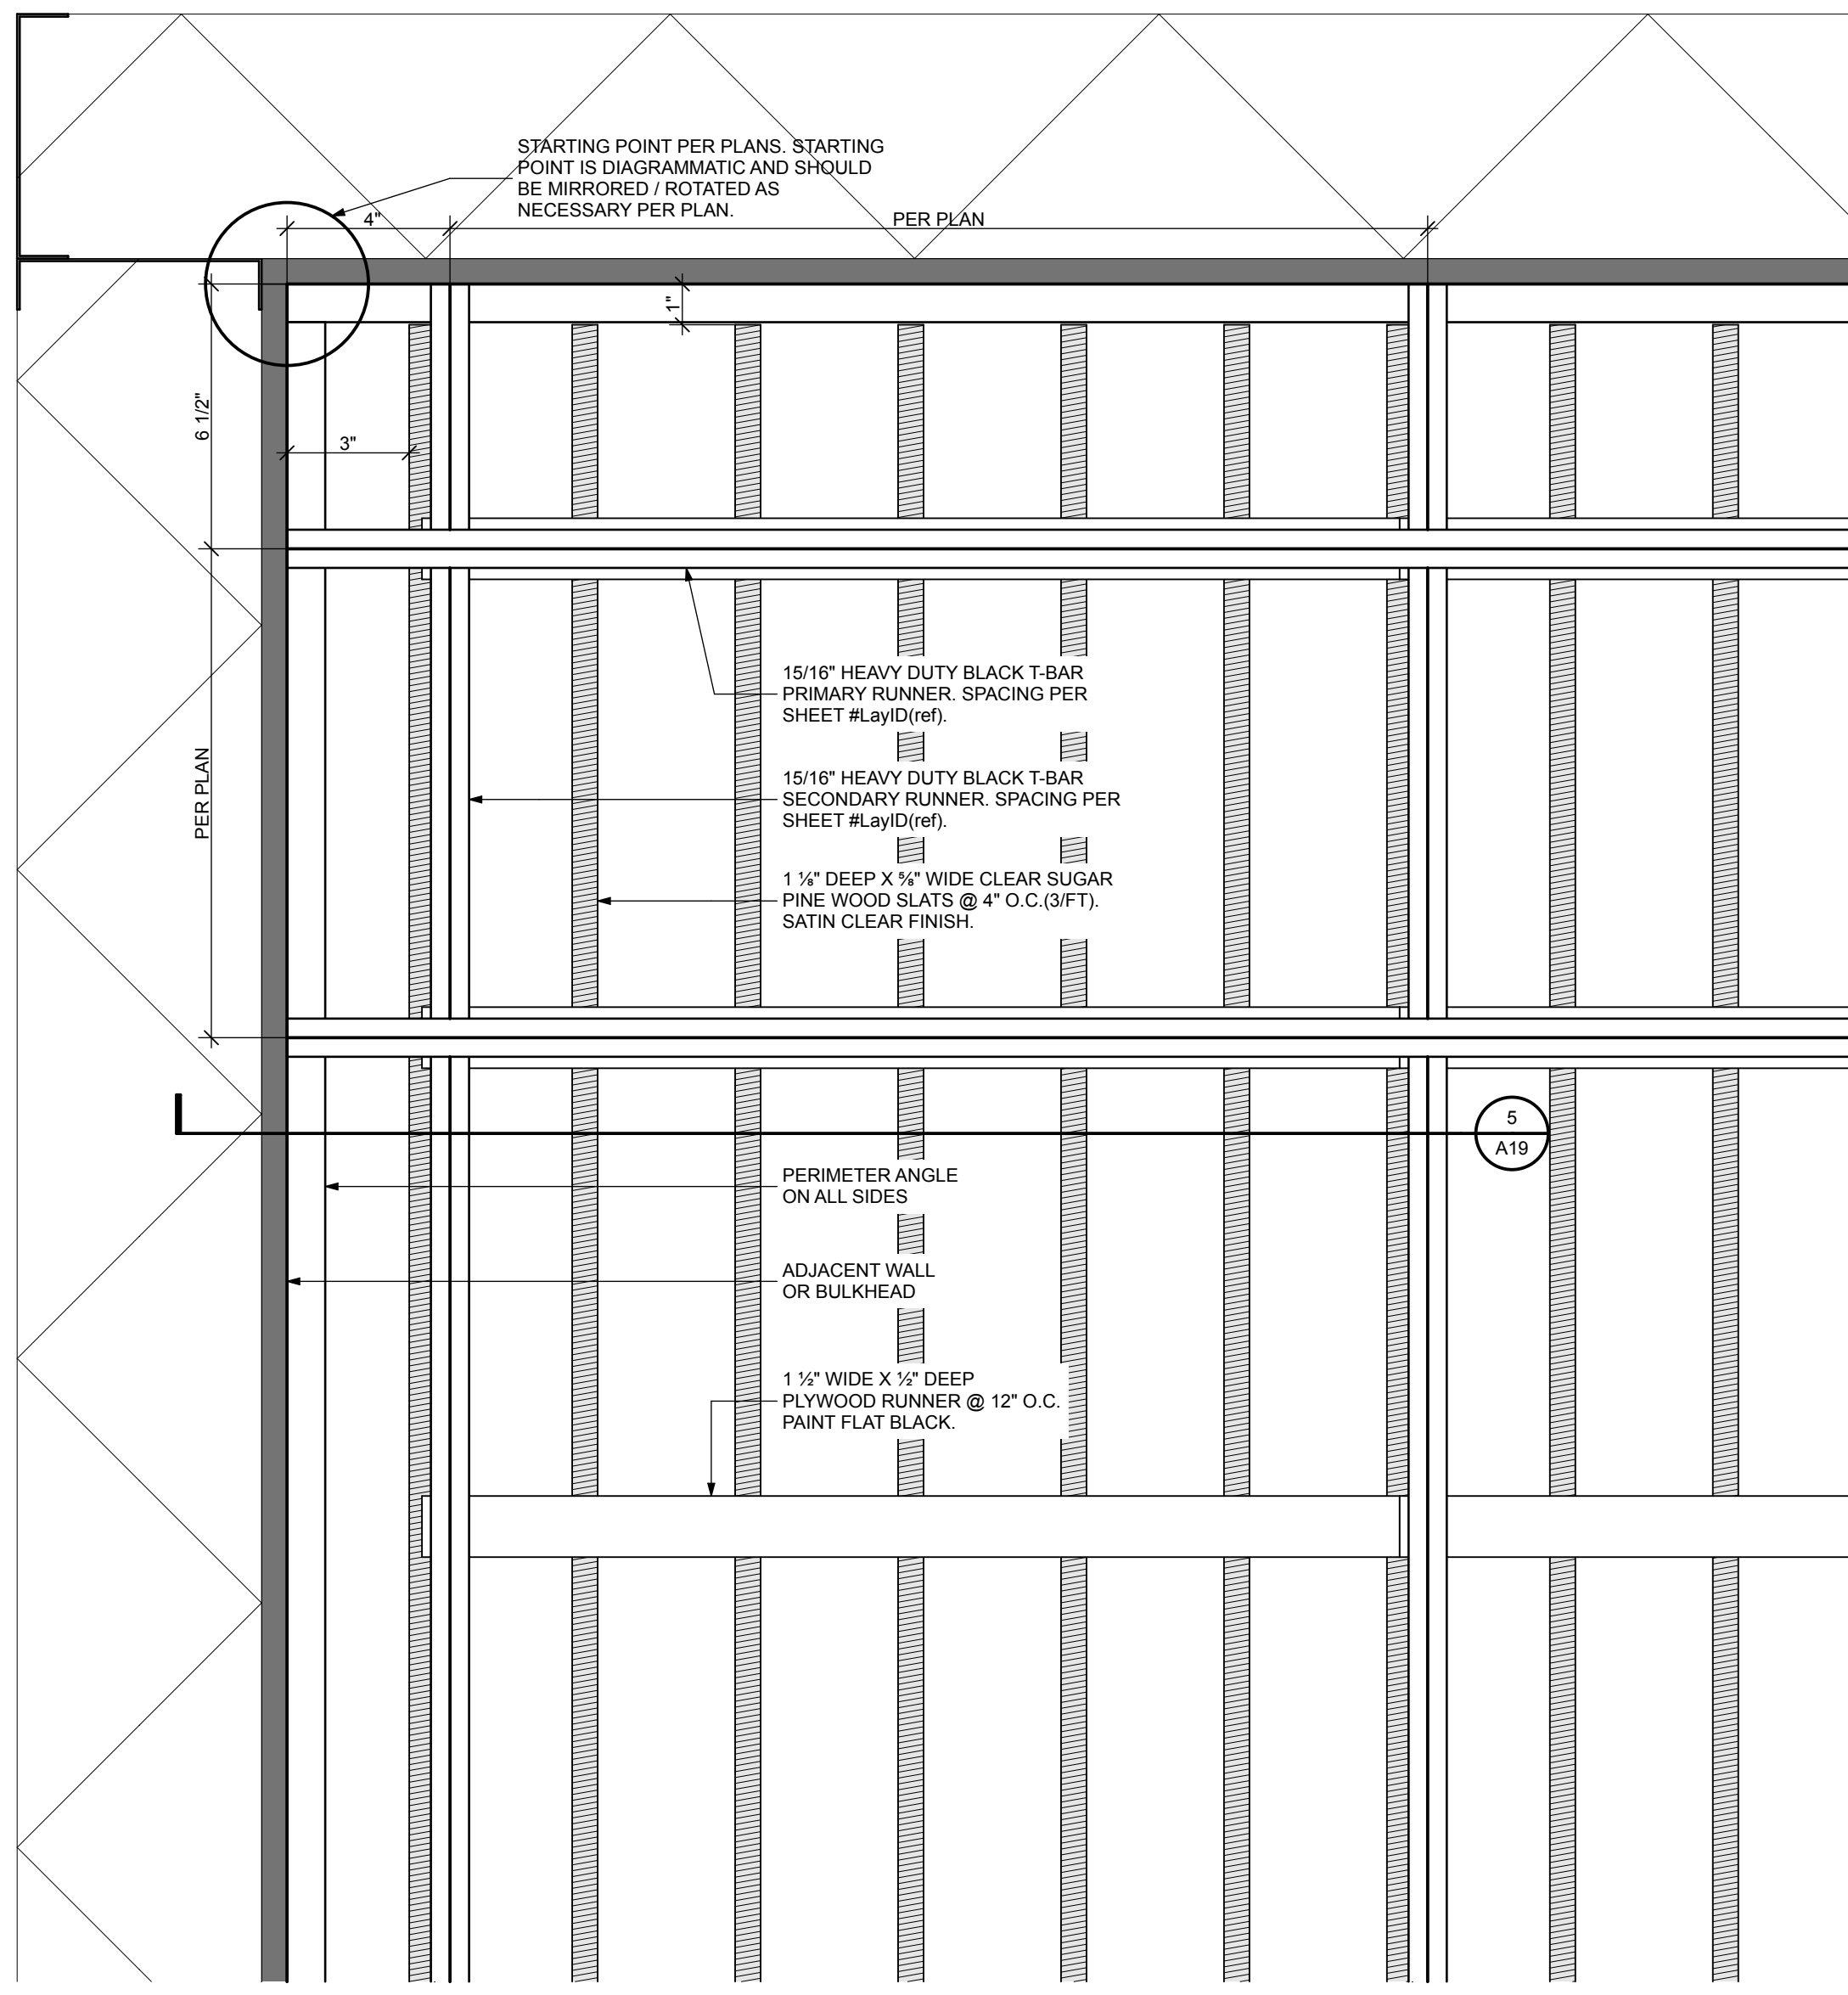 STARTING POINT PER PLANS. STARTING
POINT IS DIAGRAMMATIC AND SHOULD
BE MIRRORED / ROTATED AS
NECESSARY PER PLAN.
4"
PER PLAN
1"
6 1/2"
3"
15/16" HEAVY DUTY BLACK T-BAR
PRIMARY RUNNER. SPACING PER
SHEET #LayID(ref).
PER PLAN
15/16" HEAVY DUTY BLACK T-BAR
SECONDARY RUNNER. SPACING PER
SHEET #LayID(ref).
1 ⅛" DEEP X ⅝" WIDE CLEAR SUGAR
PINE WOOD SLATS @ 4" O.C.(3/FT).
SATIN CLEAR FINISH.
5
A19
PERIMETER ANGLE
ON ALL SIDES
ADJACENT WALL
OR BULKHEAD
1 ½" WIDE X ½" DEEP
PLYWOOD RUNNER @ 12" O.C.
PAINT FLAT BLACK.